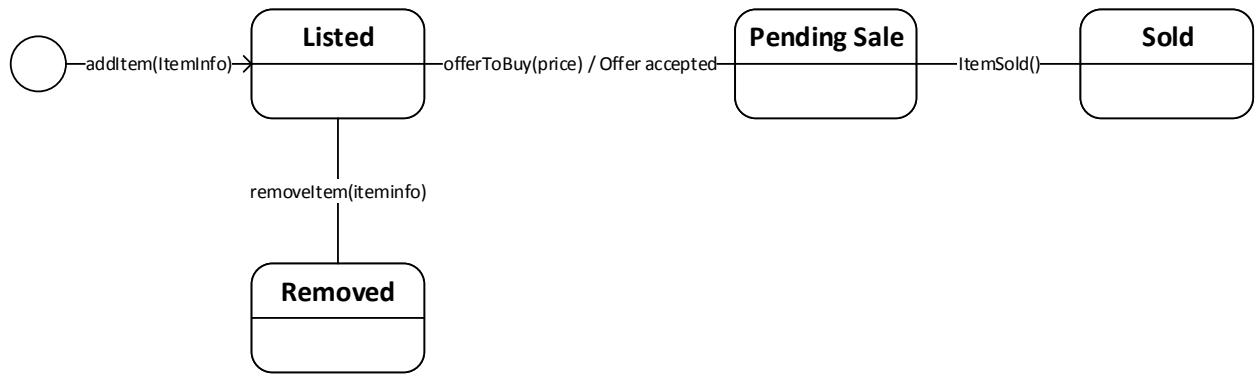 Listed
Pending Sale
Sold
addItem(ItemInfo)
offerToBuy(price) / Offer accepted
ItemSold()
removeItem(iteminfo)
Removed